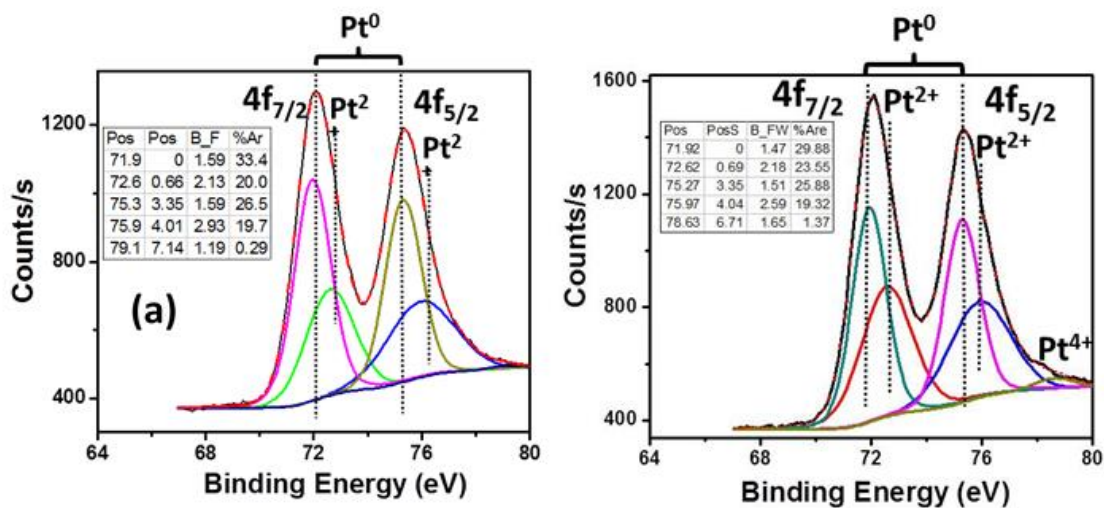 Pt⁰
4f₇/₂
Pt²
+
4f₅/₂
Pt²
+
Pos Pos B_F %Ar
71.9 0 1.59 33.4
72.6 0.66 2.13 20.0
75.3 3.35 1.59 26.5
75.9 4.01 2.93 19.7
79.1 7.14 1.19 0.29
(a)
Counts/s
1200
800
400
64 68 72 76 80
Binding Energy (eV)
Pt⁰
4f₇/₂
Pt²⁺
4f₅/₂
Pt²⁺
Pos PosS B_FW %Are
71.92 0 1.47 29.88
72.62 0.69 2.18 23.55
75.27 3.35 1.51 25.88
75.97 4.04 2.59 19.32
78.63 6.71 1.65 1.37
Pt⁴⁺
Counts/s
1600
1200
800
400
64 68 72 76 80
Binding Energy (eV)